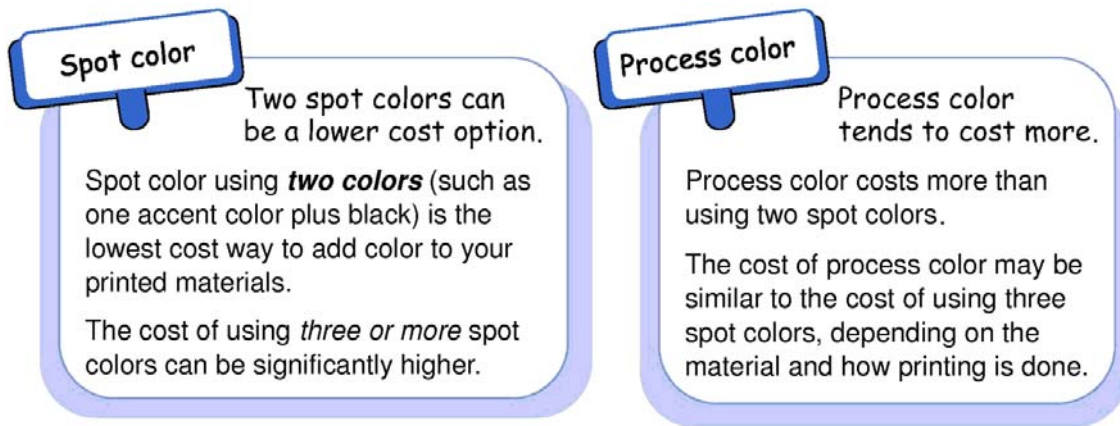 Spot color
Two spot colors can
be a lower cost option.
Spot color using two colors (such as
one accent color plus black) is the
lowest cost way to add color to your
printed materials.
The cost of using three or more spot
colors can be significantly higher.
Process color
Process color
tends to cost more.
Process color costs more than
using two spot colors.
The cost of process color may be
similar to the cost of using three
spot colors, depending on the
material and how printing is done.